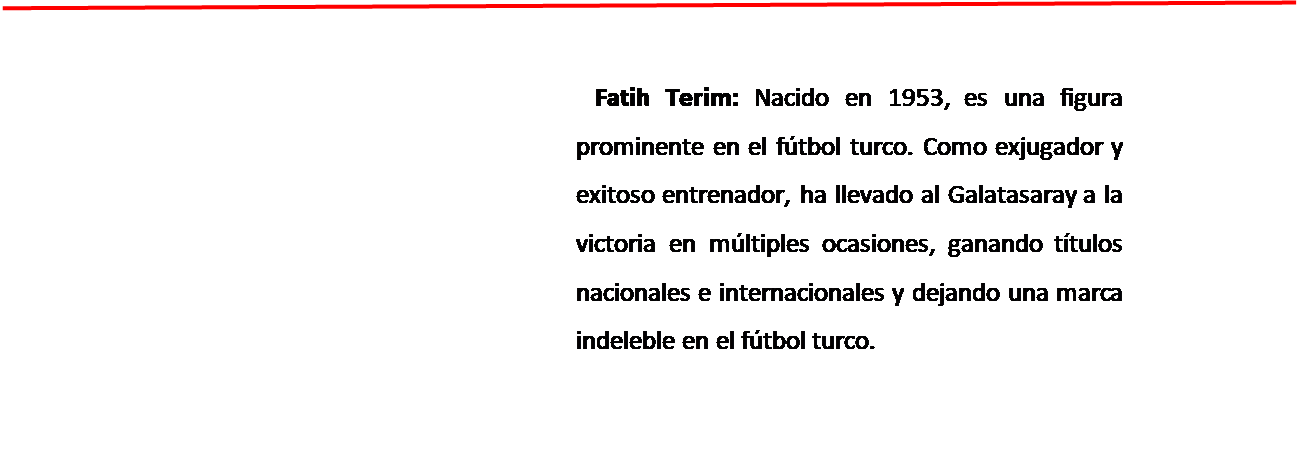 Fatih Terim: Nacido en 1953, es una figura
prominente en el fútbol turco. Como exjugador y
exitoso entrenador, ha llevado al Galatasaray a la
victoria en múltiples ocasiones, ganando títulos
nacionales e internacionales y dejando una marca
indeleble en el fútbol turco.